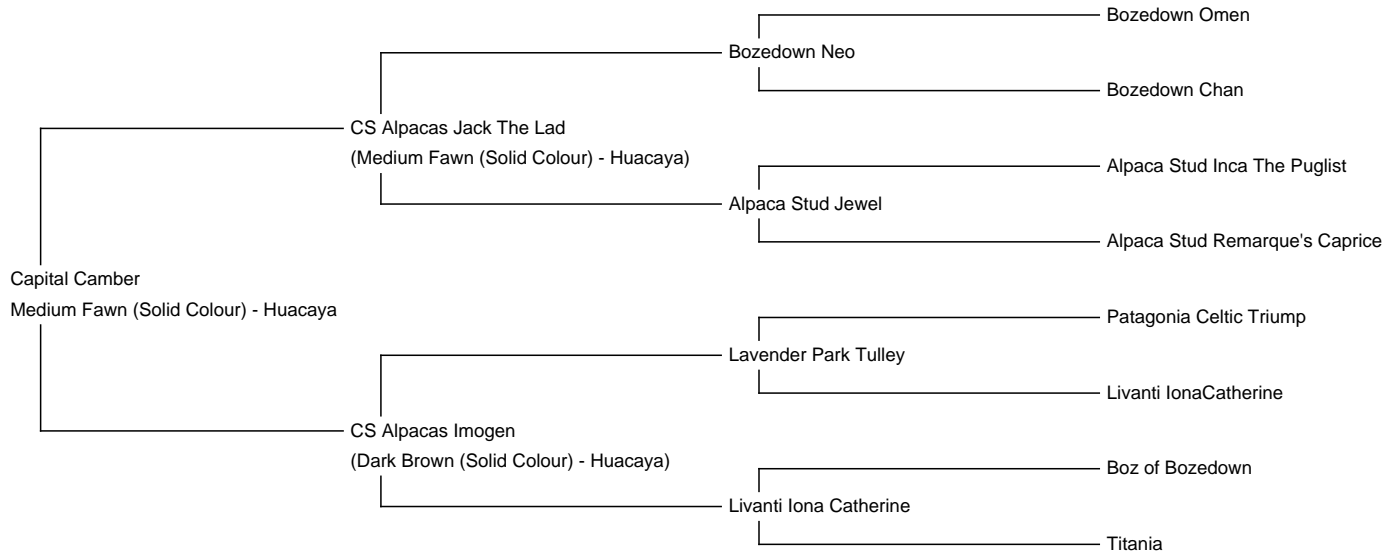 Bozedown Omen
Bozedown Neo
Bozedown Chan
CS Alpacas Jack The Lad
(Medium Fawn (Solid Colour) - Huacaya)
Alpaca Stud Inca The Puglist
Alpaca Stud Jewel
Alpaca Stud Remarque's Caprice
Capital Camber
Medium Fawn (Solid Colour) - Huacaya
Patagonia Celtic Triump
Lavender Park Tulley
Livanti IonaCatherine
CS Alpacas Imogen
(Dark Brown (Solid Colour) - Huacaya)
Boz of Bozedown
Livanti Iona Catherine
Titania